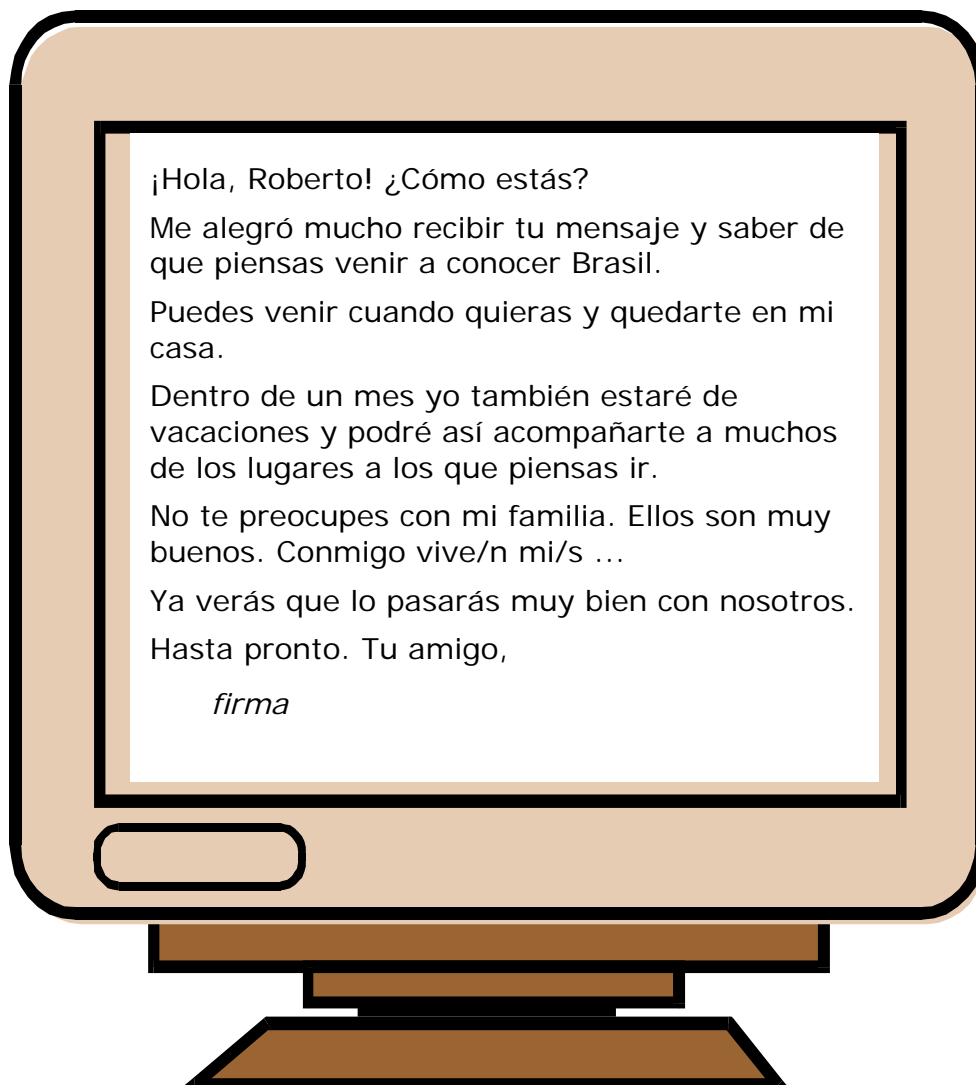 ¡Hola, Roberto! ¿Cómo estás?
Me alegró mucho recibir tu mensaje y saber de
que piensas venir a conocer Brasil.
Puedes venir cuando quieras y quedarte en mi
casa.
Dentro de un mes yo también estaré de
vacaciones y podré así acompañarte a muchos
de los lugares a los que piensas ir.
No te preocupes con mi familia. Ellos son muy
buenos. Conmigo vive/n mi/s ...
Ya verás que lo pasarás muy bien con nosotros.
Hasta pronto. Tu amigo,
firma